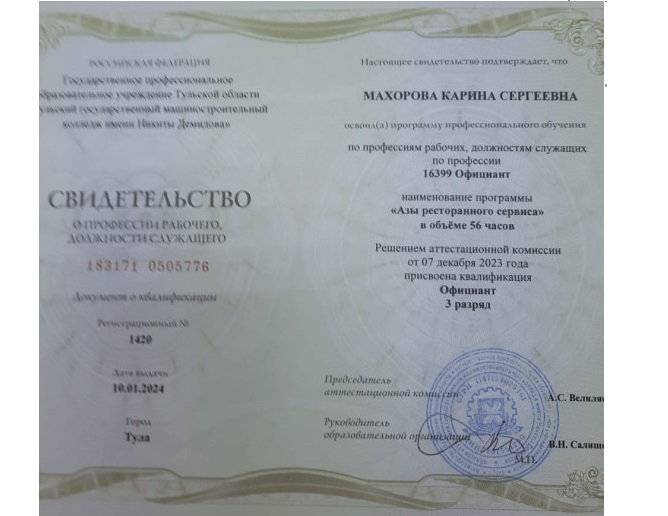 РОССИЙСКАЯ ФЕДЕРАЦИЯ
Государственное профессиональное
образовательное учреждение Тульской области
государственный машиностроительный
колледж имени Никиты Демидова»
СВИДЕТЕЛЬСТВО
О ПРОФЕССИИ РАБОЧЕГО,
ДОЛЖНОСТИ СЛУЖАЩЕГО
183171 0505776
Документ о квалификации
Регистрационный №
1420
Дата выдачи
10.01.2024
Город
Тула
Настоящее свидетельство подтверждает, что
МАХОРОВА КАРИНА СЕРГЕЕВНА
освоил(а) программу профессионального обучения
по профессиям рабочих, должностям служащих
по профессии
16399 Официант
наименование программы
«Азы ресторанного сервиса»
в объёме 56 часов
Решением аттестационной комиссии
от 07 декабря 2023 года
присвоена квалификация
Официант
3 разряд
Председатель
аттестационной комиссии
А.С.
Руководитель
образовательной организации
В.Н.
М.П.